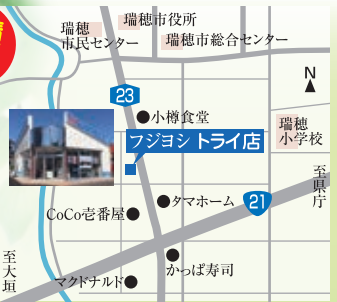 瑞穂市役所
瑞穂
市民センター
瑞穂市総合センター
N
23
小樽食堂
瑞穂
小学校
フジヨシ トライ店
至県庁
タマホーム
21
CoCo壱番屋
至大垣
かっぱ寿司
マクドナルド